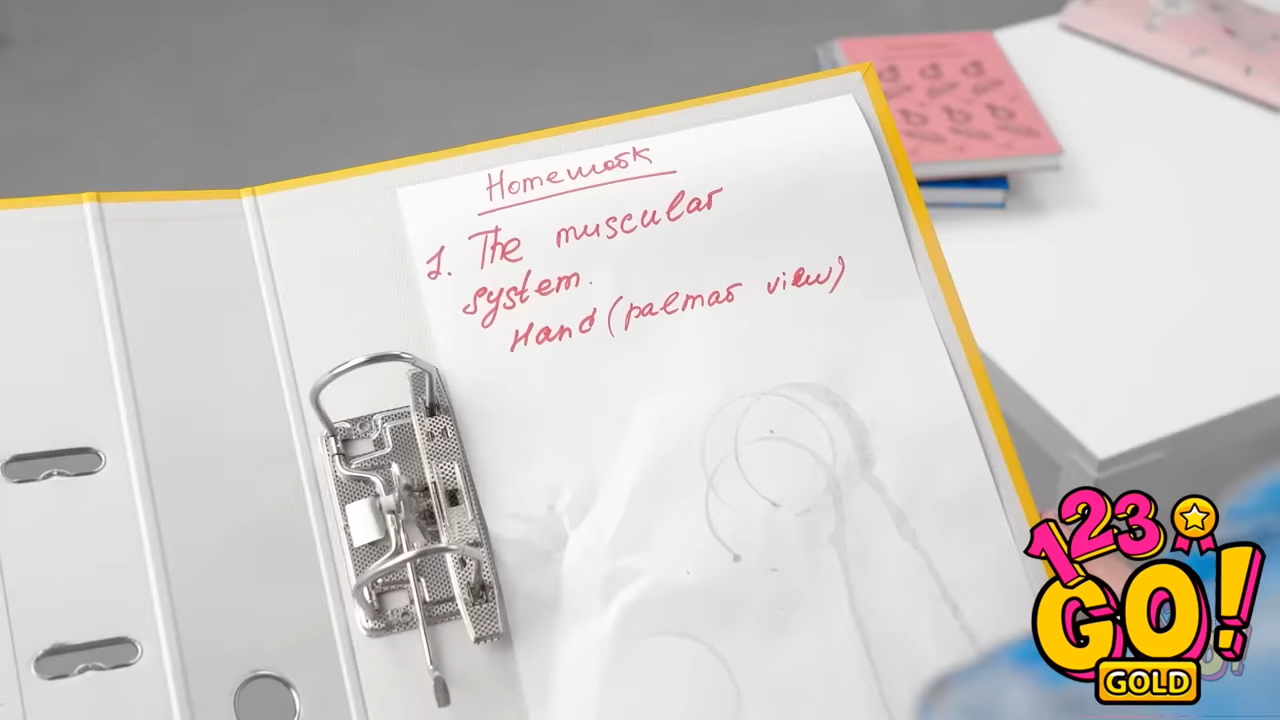 Homework
1. The muscular
system.
Hand (palmar view)
123
GO!
GOLD